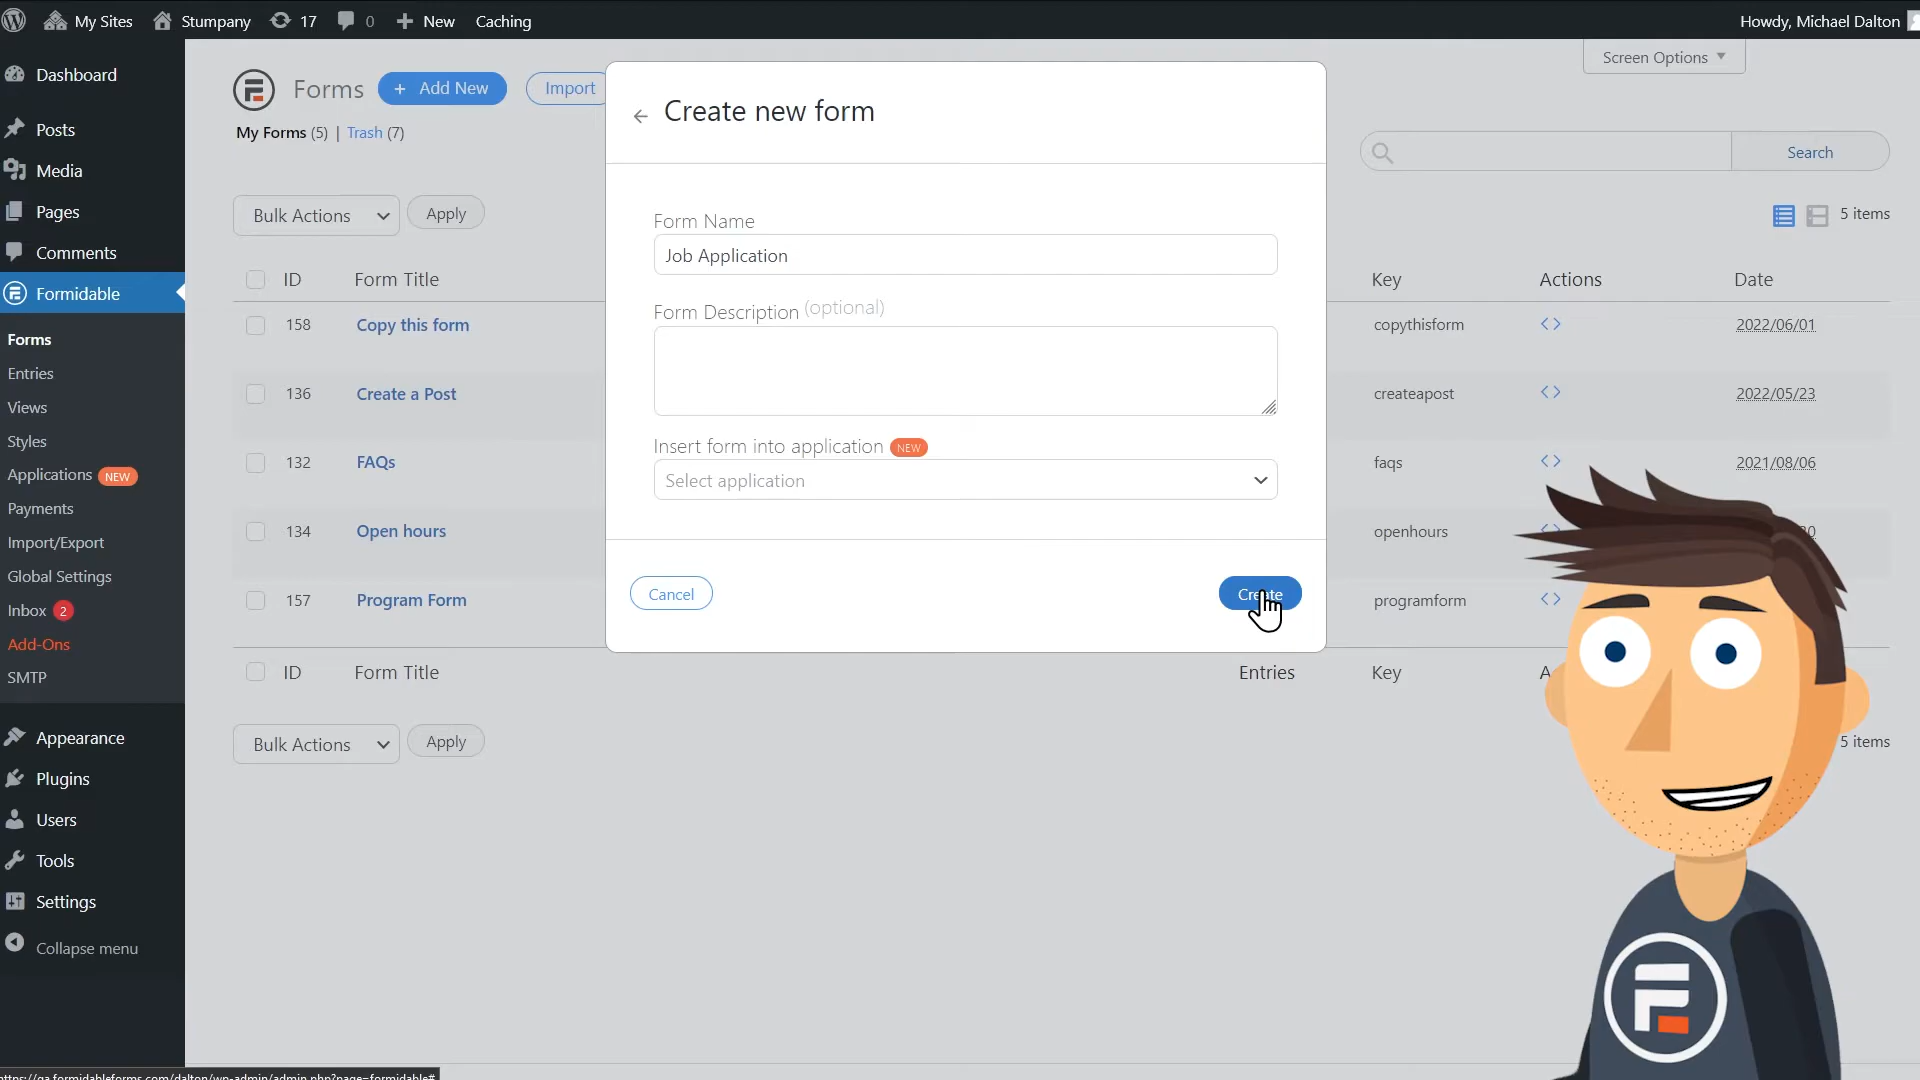 My Sites
Stumpany
17
0
New
Caching
Howdy, Michael Dalton
Dashboard
Posts
Media
Pages
Comments
Formidable
Forms
Entries
Views
Styles
Applications NEW
Payments
Import/Export
Global Settings
Inbox 2
Add-Ons
SMTP
Appearance
Plugins
Users
Tools
Settings
Collapse menu
Screen Options
Forms
+ Add New
Import
My Forms (5) | Trash (7)
Search
Bulk Actions
Apply
5 items
ID Form Title Key Actions Date
158 Copy this form copythisform 2022/06/01
136 Create a Post createapost 2022/05/23
132 FAQs faqs 2021/08/06
134 Open hours openhours
157 Program Form programform
ID Form Title Entries Key
Bulk Actions
Apply
5 items
Create new form
Form Name
Job Application
Form Description (optional)
Insert form into application NEW
Select application
Cancel
Create